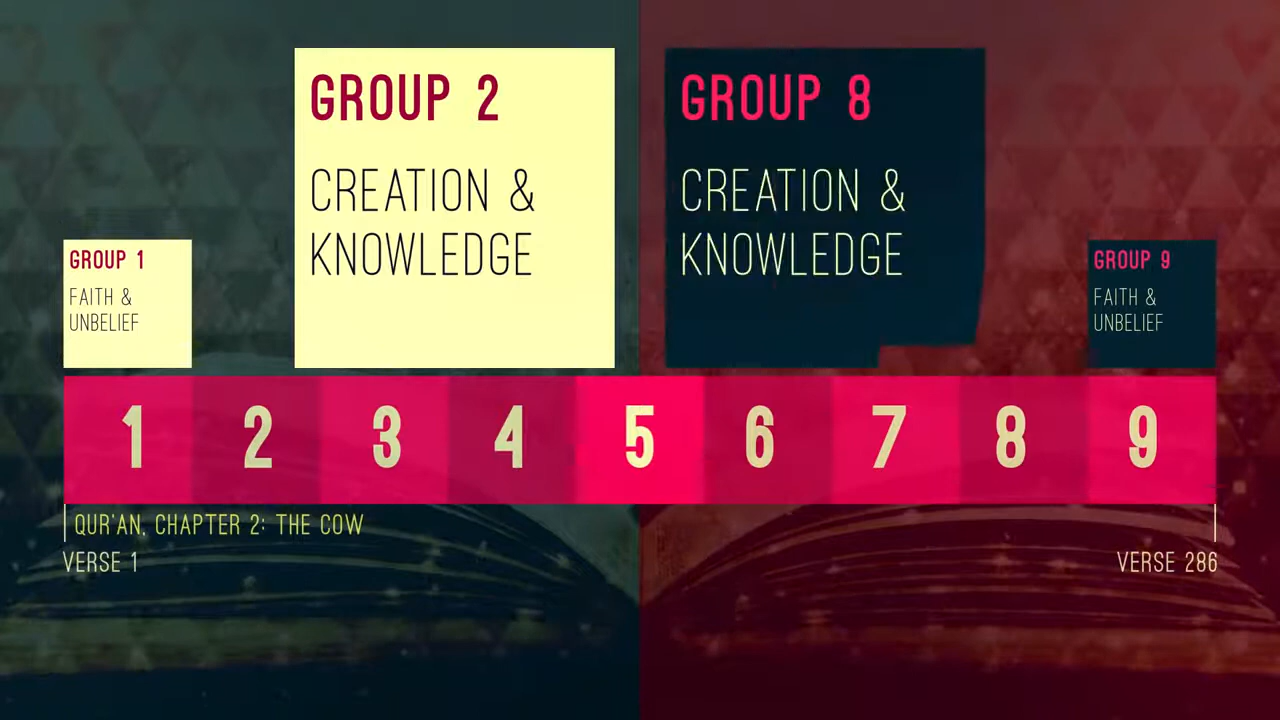 GROUP 2
CREATION &
KNOWLEDGE
GROUP 8
CREATION &
KNOWLEDGE
GROUP 1
FAITH &
UNBELIEF
GROUP 9
FAITH &
UNBELIEF
1 2 3 4 5 6 7 8 9
QUR'AN, CHAPTER 2: THE COW
VERSE 1
VERSE 286